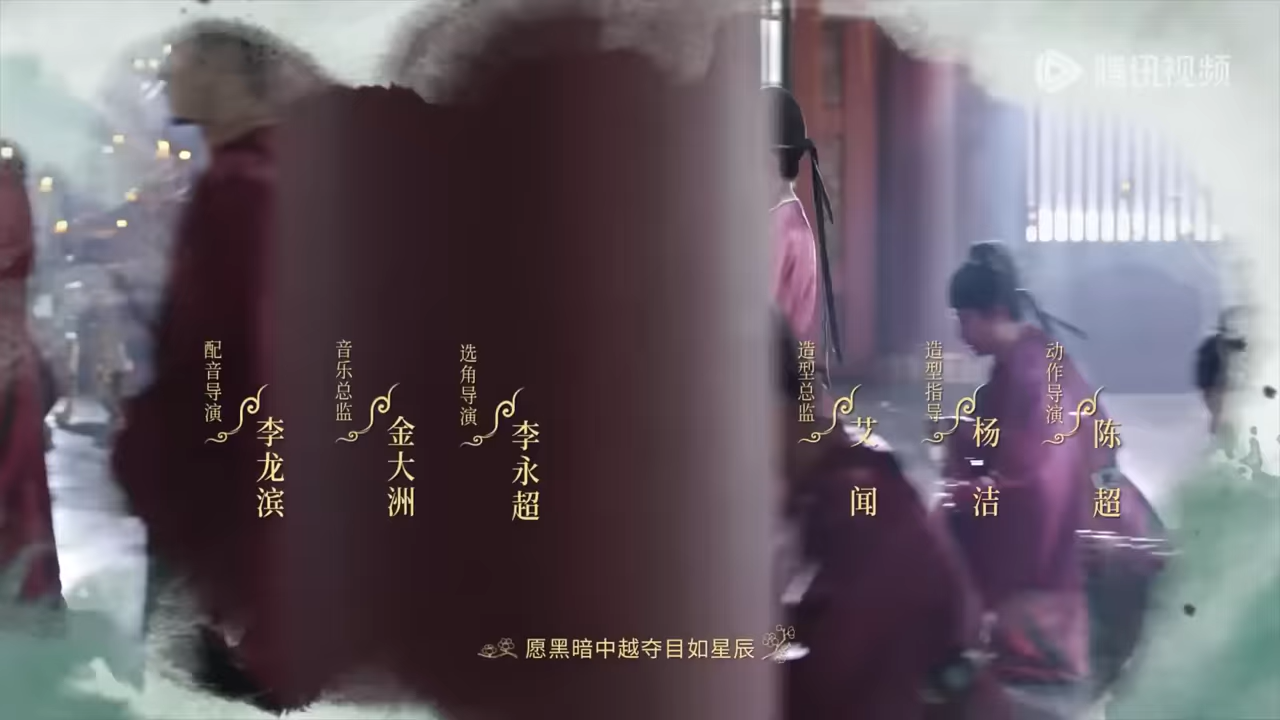 腾讯视频
配音导演
李龙滨
音乐总监
金大洲
选角导演
李永超
造型总监
艾闻
造型指导
杨洁
动作导演
陈超
愿黑暗中越夺目如星辰